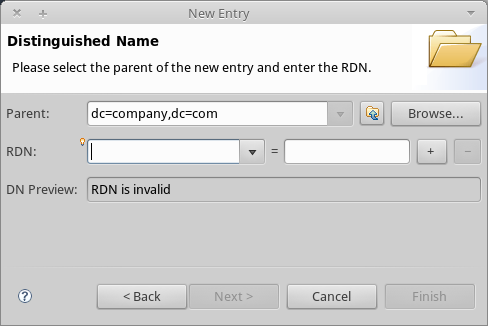 New Entry
Distinguished Name
Please select the parent of the new entry and enter the RDN.
Parent: dc=company,dc=com Browse...
RDN: = + −
DN Preview: RDN is invalid
? < Back Next > Cancel Finish